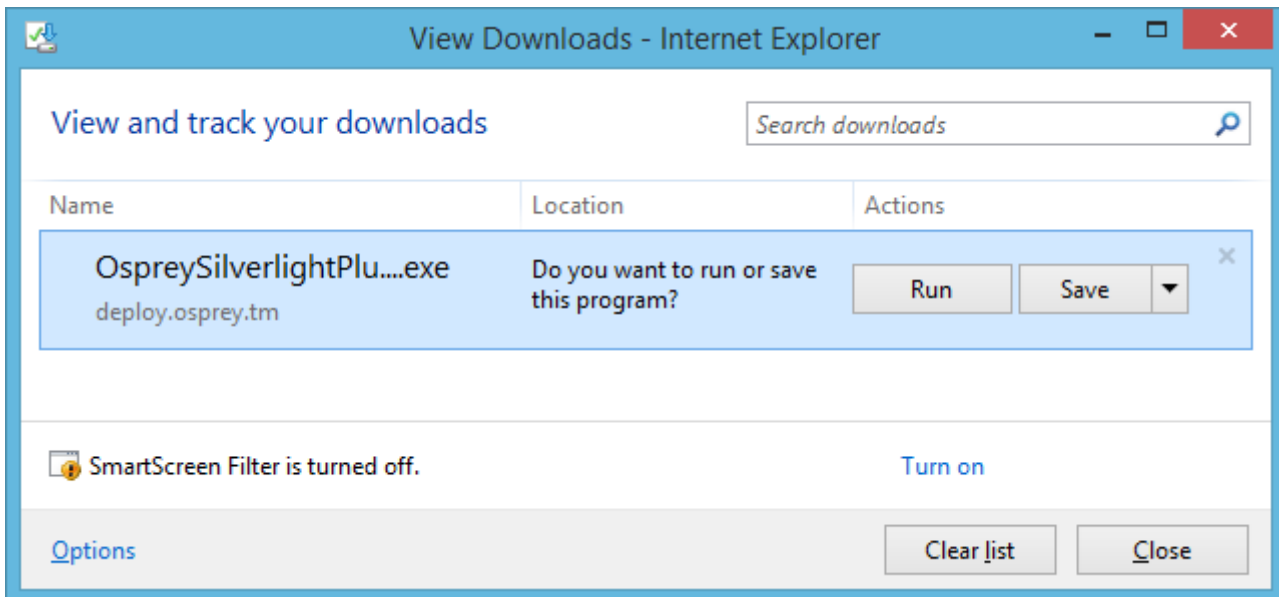 View Downloads - Internet Explorer
View and track your downloads
Search downloads
Name
Location
Actions
OspreySilverlightPlu....exe
deploy.osprey.tm
Do you want to run or save
this program?
Run
Save
SmartScreen Filter is turned off.
Turn on
Options
Clear list
Close